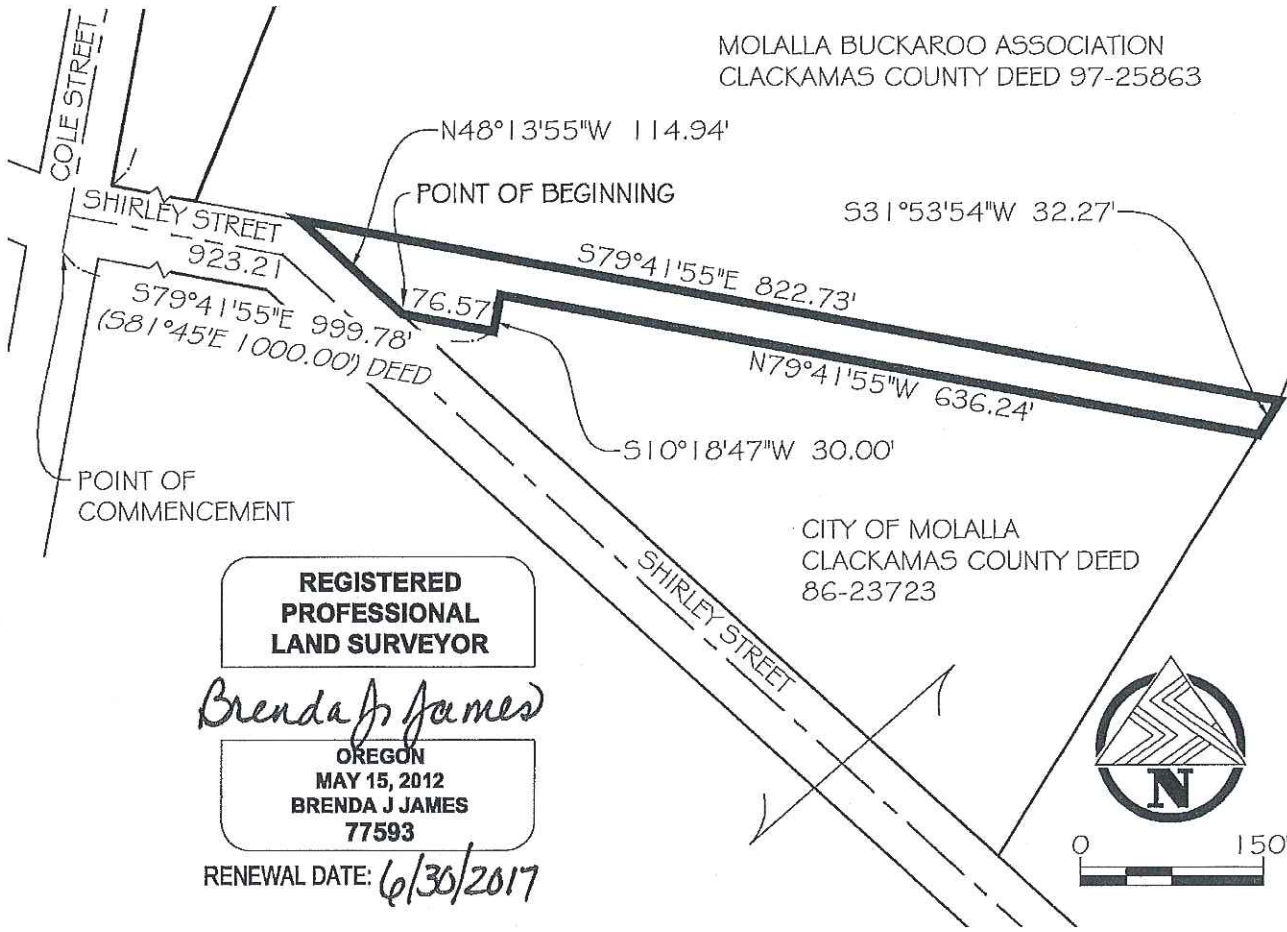 MOLALLA BUCKAROO ASSOCIATION
CLACKAMAS COUNTY DEED 97-25863
COLE STREET
N48°13'55"W 114.94'
POINT OF BEGINNING
S31°53'54"W 32.27'
SHIRLEY STREET
923.21
S79°41'55"E 822.73'
76.57'
S79°41'55"E 999.78'
(S81°45'E 1000.00') DEED
N79°41'55"W 636.24'
S10°18'47"W 30.00'
POINT OF
COMMENCEMENT
CITY OF MOLALLA
CLACKAMAS COUNTY DEED
86-23723
SHIRLEY STREET
REGISTERED
PROFESSIONAL
LAND SURVEYOR
Brenda J James
OREGON
MAY 15, 2012
BRENDA J JAMES
77593
RENEWAL DATE: 6/30/2017
N
0 150'